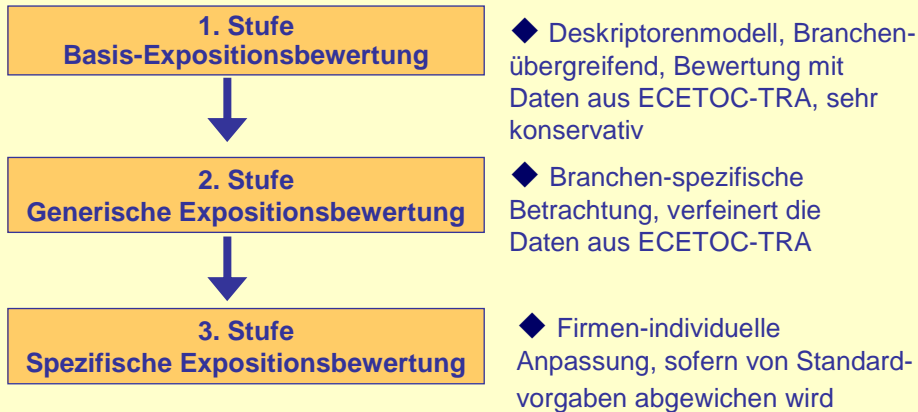 1. Stufe
Basis-Expositionsbewertung
◆ Deskriptorenmodell, Branchen-
übergreifend, Bewertung mit
Daten aus ECETOC-TRA, sehr
konservativ
2. Stufe
Generische Expositionsbewertung
◆ Branchen-spezifische
Betrachtung, verfeinert die
Daten aus ECETOC-TRA
3. Stufe
Spezifische Expositionsbewertung
◆ Firmen-individuelle
Anpassung, sofern von Standard-
vorgaben abgewichen wird